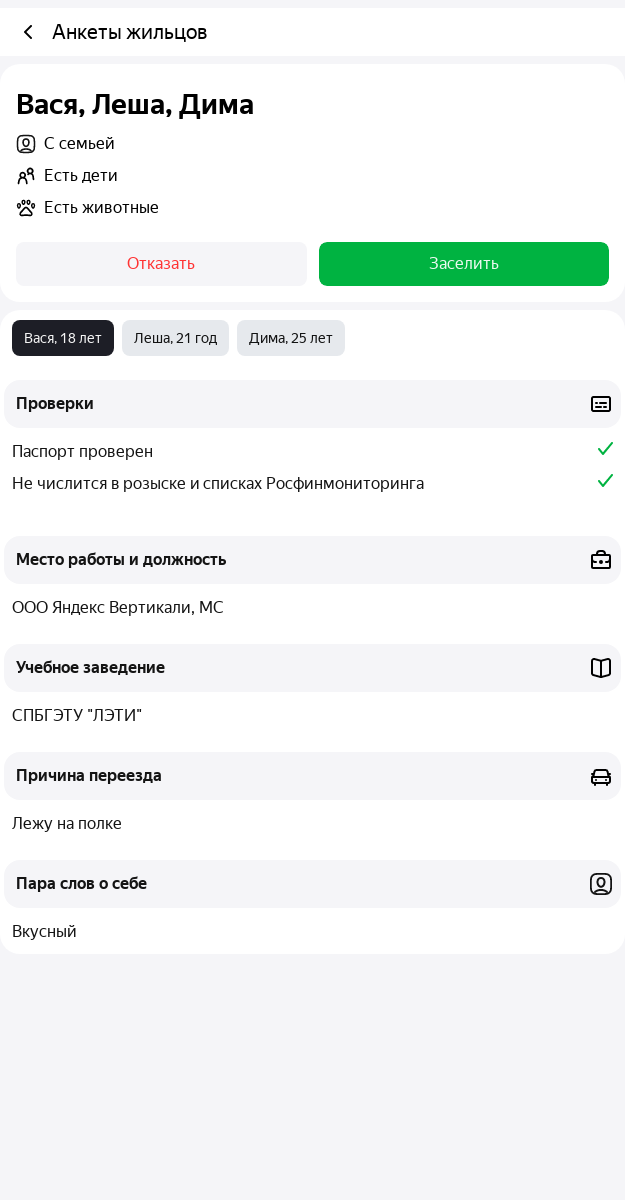 Анкеты жильцов
Вася, Леша, Дима
С семьей
Есть дети
Есть животные
Отказать
Заселить
Вася, 18 лет
Леша, 21 год
Дима, 25 лет
Проверки
Паспорт проверен
Не числится в розыске и списках Росфинмониторинга
Место работы и должность
ООО Яндекс Вертикали, МС
Учебное заведение
СПБГЭТУ "ЛЭТИ"
Причина переезда
Лежу на полке
Пара слов о себе
Вкусный